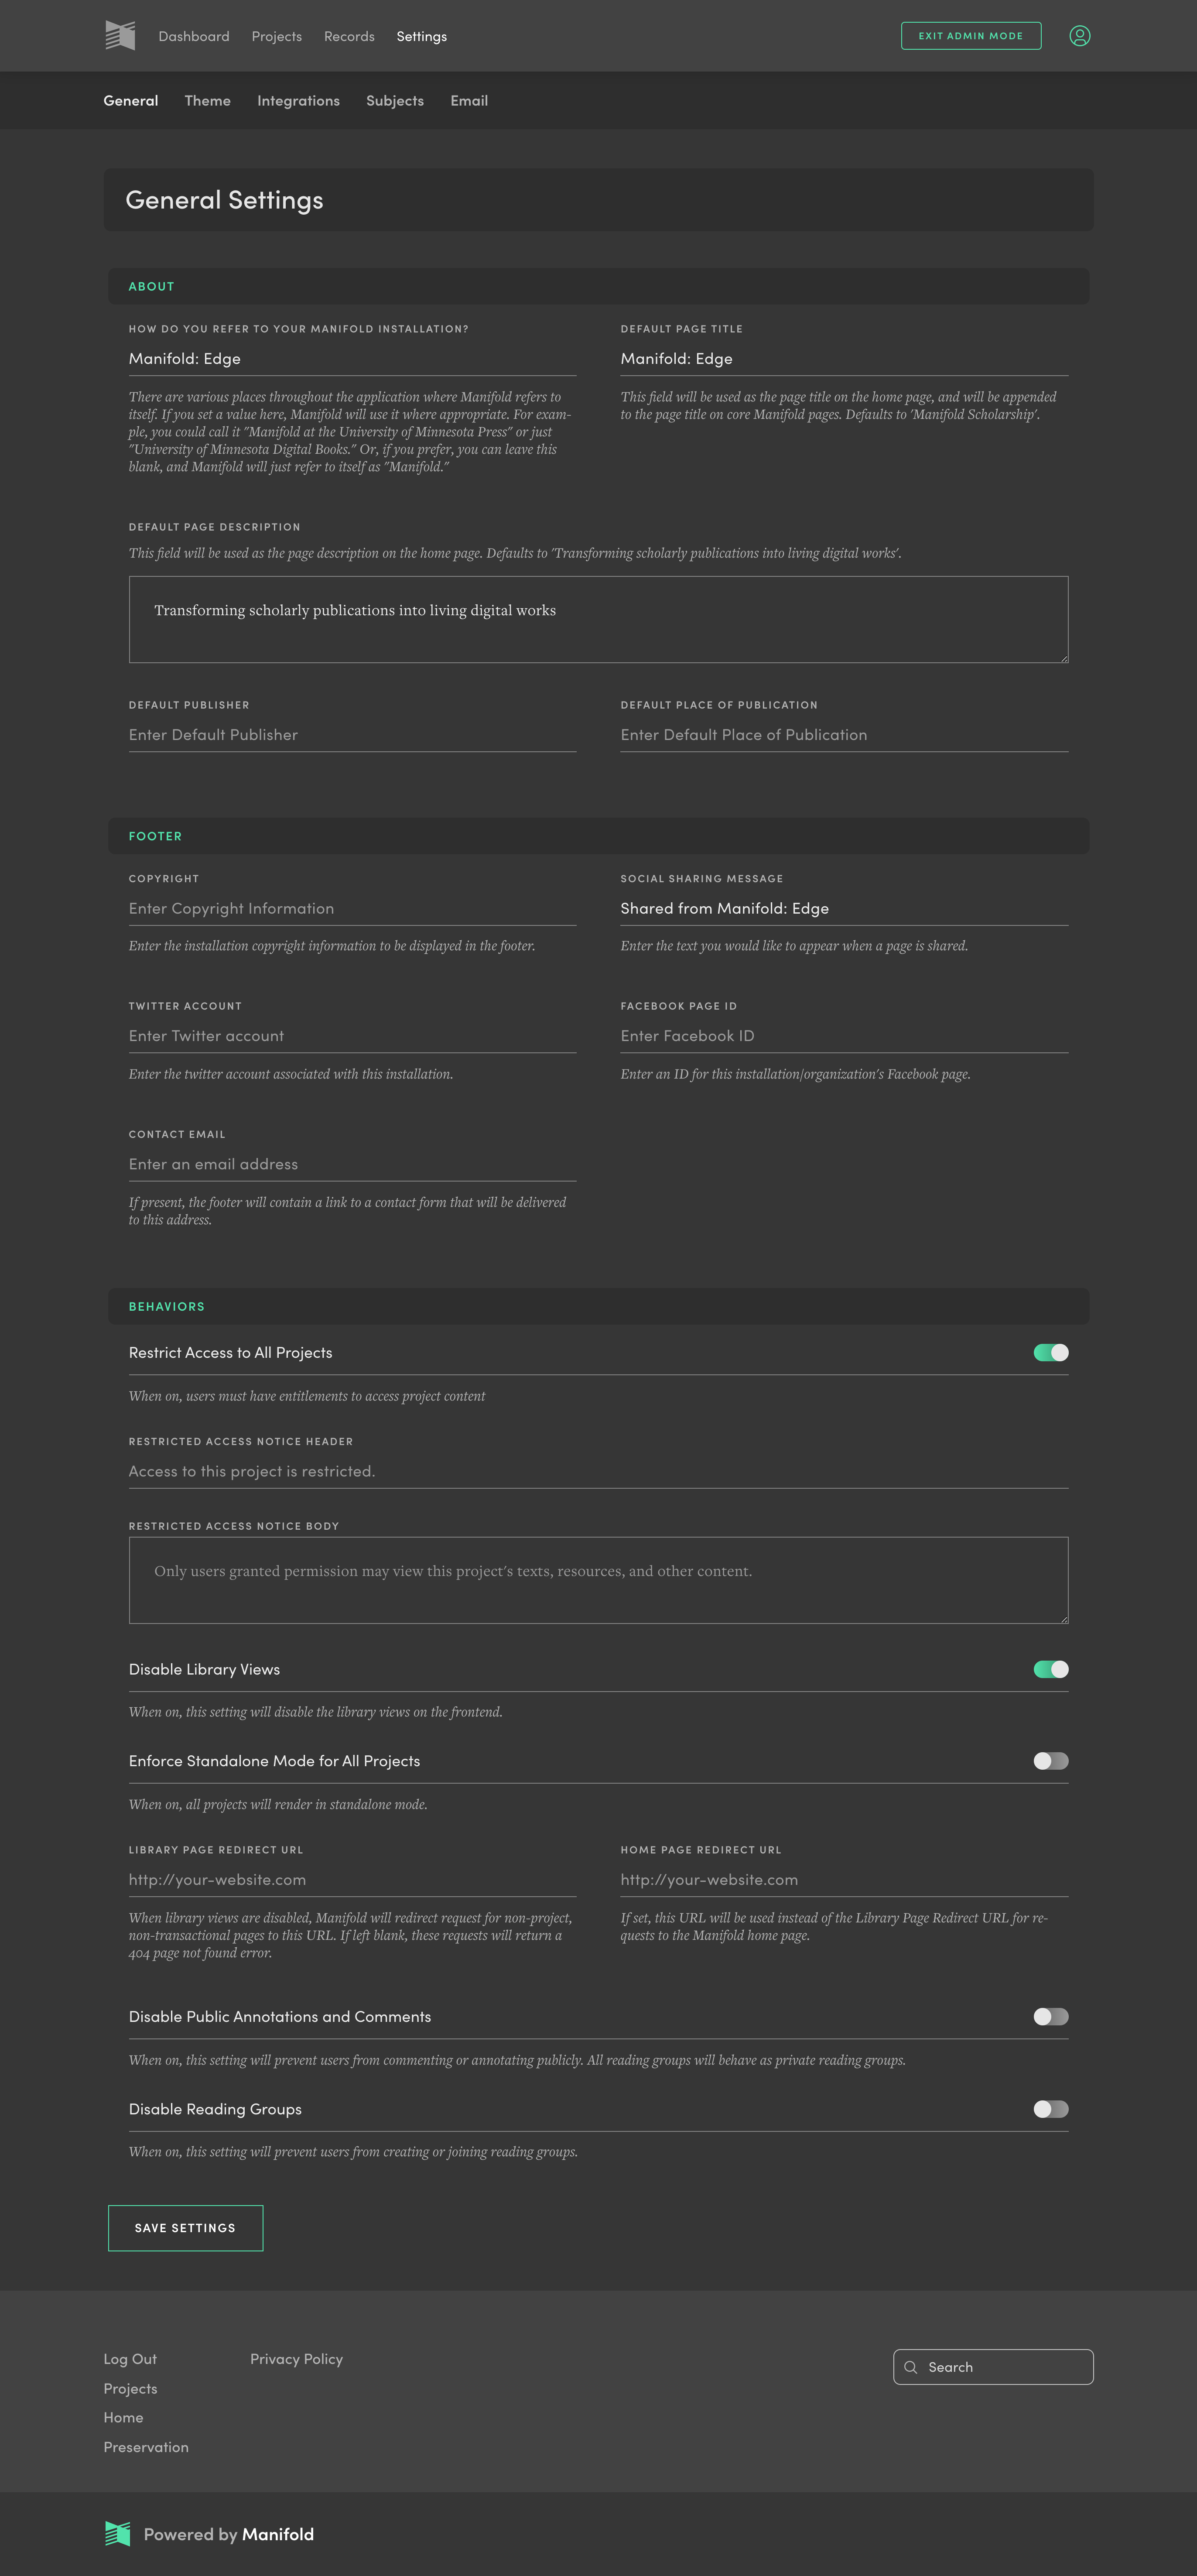 Dashboard Projects Records Settings EXIT ADMIN MODE
General Theme Integrations Subjects Email
General Settings
ABOUT
HOW DO YOU REFER TO YOUR MANIFOLD INSTALLATION?
Manifold: Edge
There are various places throughout the application where Manifold refers to
itself. If you set a value here, Manifold will use it where appropriate. For exam-
ple, you could call it "Manifold at the University of Minnesota Press" or just
"University of Minnesota Digital Books." Or, if you prefer, you can leave this
blank, and Manifold will just refer to itself as "Manifold."
DEFAULT PAGE TITLE
Manifold: Edge
This field will be used as the page title on the home page, and will be appended
to the page title on core Manifold pages. Defaults to 'Manifold Scholarship'.
DEFAULT PAGE DESCRIPTION
This field will be used as the page description on the home page. Defaults to 'Transforming scholarly publications into living digital works'.
Transforming scholarly publications into living digital works
DEFAULT PUBLISHER
Enter Default Publisher
DEFAULT PLACE OF PUBLICATION
Enter Default Place of Publication
FOOTER
COPYRIGHT
Enter Copyright Information
Enter the installation copyright information to be displayed in the footer.
SOCIAL SHARING MESSAGE
Shared from Manifold: Edge
Enter the text you would like to appear when a page is shared.
TWITTER ACCOUNT
Enter Twitter account
Enter the twitter account associated with this installation.
FACEBOOK PAGE ID
Enter Facebook ID
Enter an ID for this installation/organization's Facebook page.
CONTACT EMAIL
Enter an email address
If present, the footer will contain a link to a contact form that will be delivered
to this address.
BEHAVIORS
Restrict Access to All Projects
When on, users must have entitlements to access project content
RESTRICTED ACCESS NOTICE HEADER
Access to this project is restricted.
RESTRICTED ACCESS NOTICE BODY
Only users granted permission may view this project's texts, resources, and other content.
Disable Library Views
When on, this setting will disable the library views on the frontend.
Enforce Standalone Mode for All Projects
When on, all projects will render in standalone mode.
LIBRARY PAGE REDIRECT URL
http://your-website.com
When library views are disabled, Manifold will redirect request for non-project,
non-transactional pages to this URL. If left blank, these requests will return a
404 page not found error.
HOME PAGE REDIRECT URL
http://your-website.com
If set, this URL will be used instead of the Library Page Redirect URL for re-
quests to the Manifold home page.
Disable Public Annotations and Comments
When on, this setting will prevent users from commenting or annotating publicly. All reading groups will behave as private reading groups.
Disable Reading Groups
When on, this setting will prevent users from creating or joining reading groups.
SAVE SETTINGS
Log Out
Projects
Home
Preservation
Privacy Policy
Search
Powered by Manifold